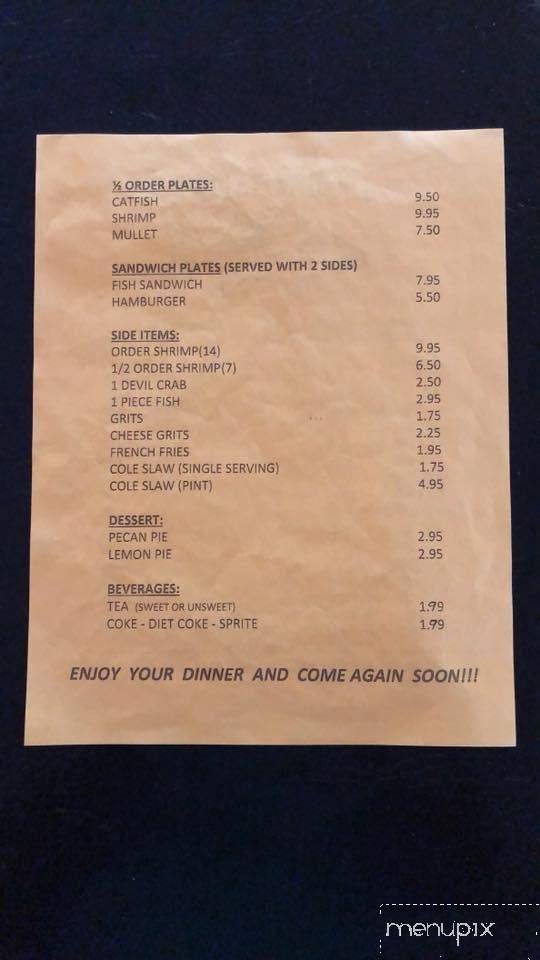 ½ ORDER PLATES:
CATFISH 9.50
SHRIMP 9.95
MULLET 7.50
SANDWICH PLATES (SERVED WITH 2 SIDES)
FISH SANDWICH 7.95
HAMBURGER 5.50
SIDE ITEMS:
ORDER SHRIMP(14) 9.95
1/2 ORDER SHRIMP(7) 6.50
1 DEVIL CRAB 2.50
1 PIECE FISH 2.95
GRITS 1.75
CHEESE GRITS 2.25
FRENCH FRIES 1.95
COLE SLAW (SINGLE SERVING) 1.75
COLE SLAW (PINT) 4.95
DESSERT:
PECAN PIE 2.95
LEMON PIE 2.95
BEVERAGES:
TEA (SWEET OR UNSWEET) 1.79
COKE - DIET COKE - SPRITE 1.79
ENJOY YOUR DINNER AND COME AGAIN SOON!!!
menupix